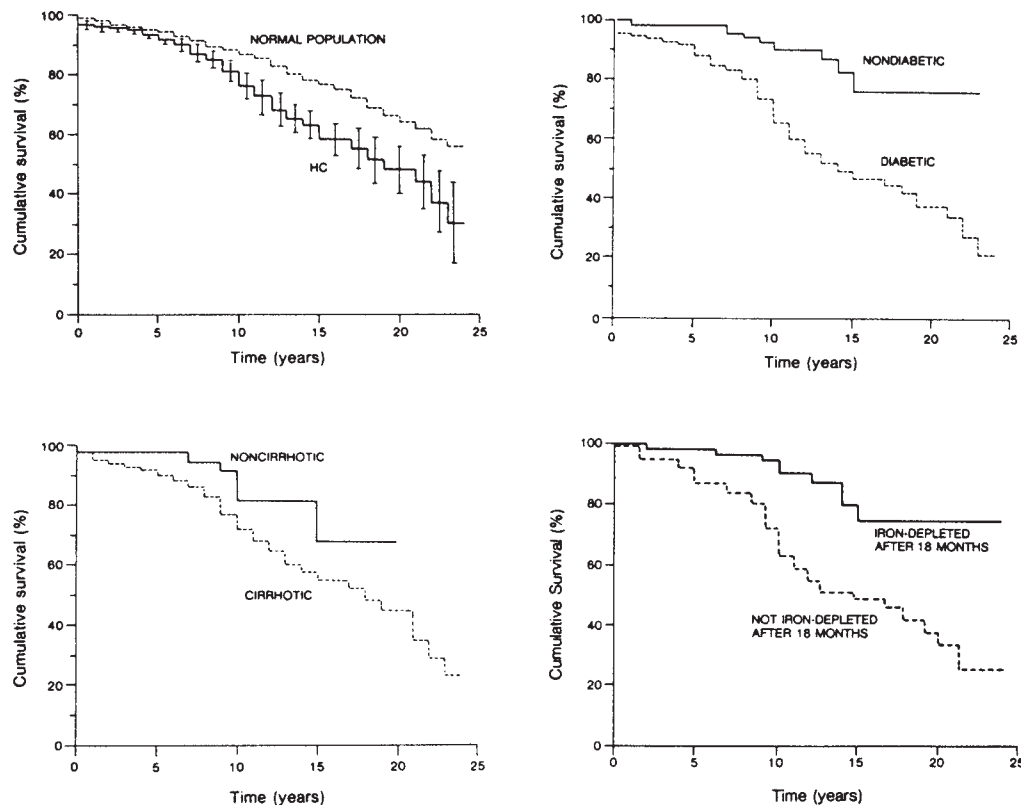 Cumulative survival (%)
100
80
60
40
20
0
NORMAL POPULATION
HC
0 5 10 15 20 25
Time (years)
Cumulative survival (%)
100
80
60
40
20
0
NONDIABETIC
DIABETIC
0 5 10 15 20 25
Time (years)
Cumulative survival (%)
100
80
60
40
20
0
NONCIRRHOTIC
CIRRHOTIC
0 5 10 15 20 25
Time (years)
Cumulative Survival (%)
100
80
60
40
20
0
IRON-DEPLETED
AFTER 18 MONTHS
NOT IRON-DEPLETED
AFTER 18 MONTHS
0 5 10 15 20 25
Time (years)